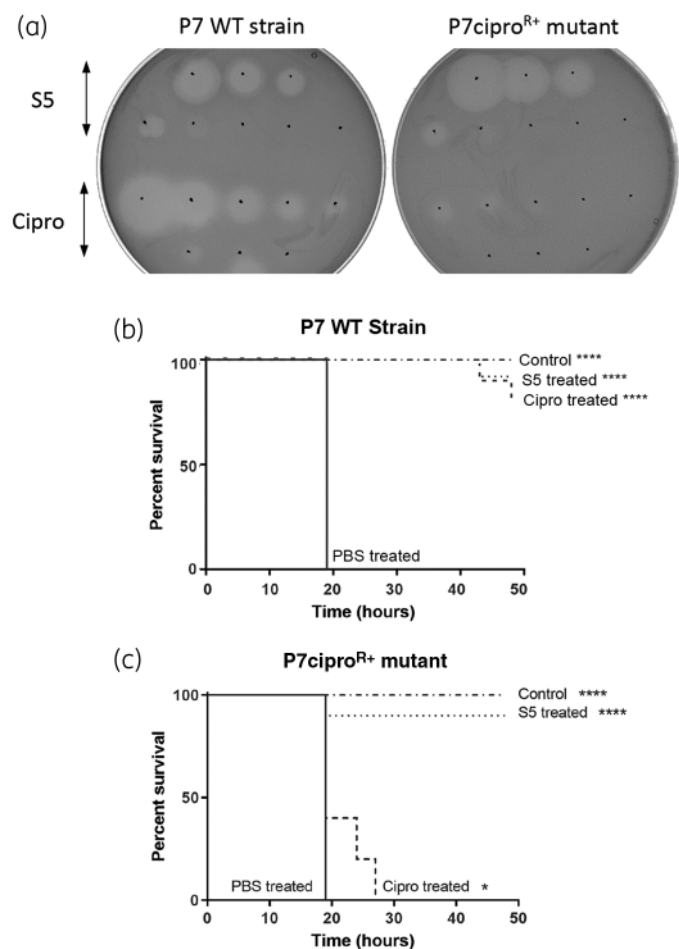 (a)
P7 WT strain
P7ciproᴿ⁺ mutant
S5
Cipro
(b)
P7 WT Strain
Percent survival
100
50
0
Control ****
S5 treated ****
Cipro treated ****
PBS treated
0 10 20 30 40 50
Time (hours)
(c)
P7ciproᴿ⁺ mutant
Percent survival
100
50
0
Control ****
S5 treated ****
PBS treated
Cipro treated *
0 10 20 30 40 50
Time (hours)